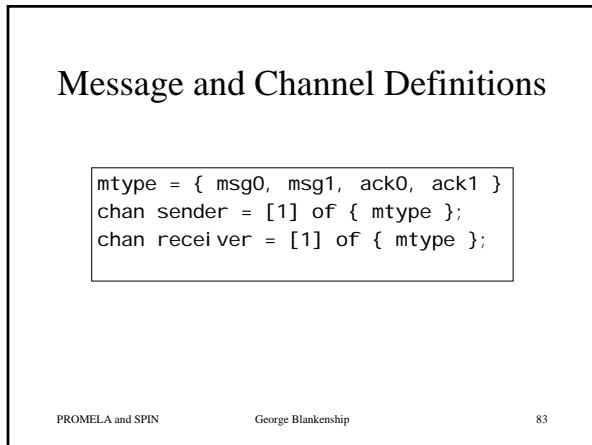 Message and Channel Definitions
mtype = { msg0, msg1, ack0, ack1 }
chan sender = [1] of { mtype };
chan receiver = [1] of { mtype };
PROMELA and SPIN George Blankenship 83